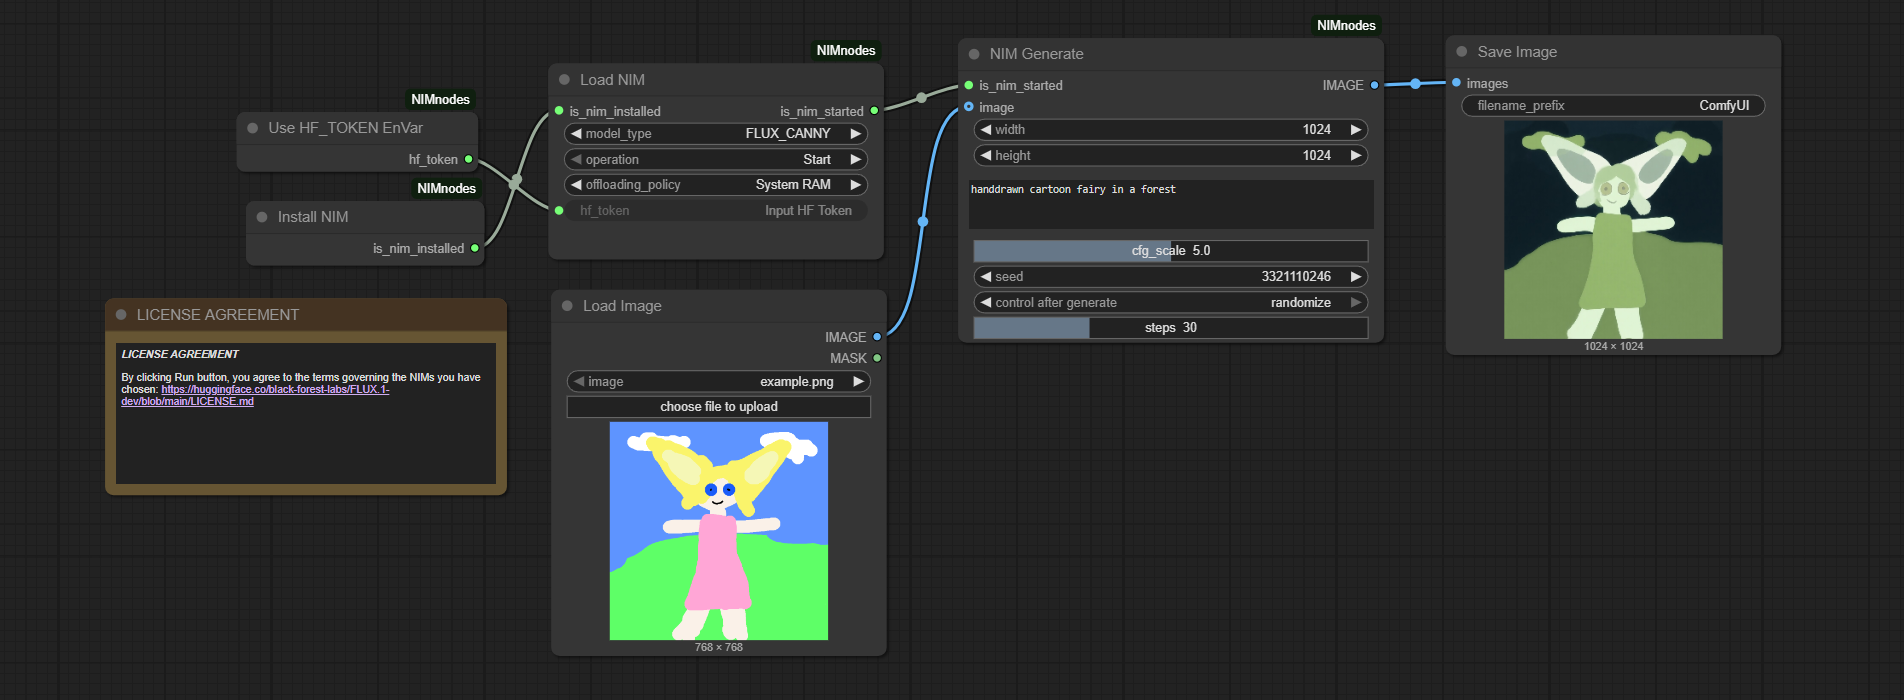 NIMnodes
Use HF_TOKEN EnVar
hf_token
NIMnodes
Install NIM
is_nim_installed
LICENSE AGREEMENT
LICENSE AGREEMENT
By clicking Run button, you agree to the terms governing the NIMs you have
chosen: https://huggingface.co/black-forest-labs/FLUX.1-
dev/blob/main/LICENSE.md
NIMnodes
Load NIM
is_nim_installed is_nim_started
model_type FLUX_CANNY
operation Start
offloading_policy System RAM
hf_token Input HF Token
Load Image
IMAGE
MASK
image example.png
choose file to upload
768 × 768
NIMnodes
NIM Generate
is_nim_started IMAGE
image
width 1024
height 1024
handdrawn cartoon fairy in a forest
cfg_scale 5.0
seed 3321110246
control after generate randomize
steps 30
Save Image
images
filename_prefix ComfyUI
1024 × 1024